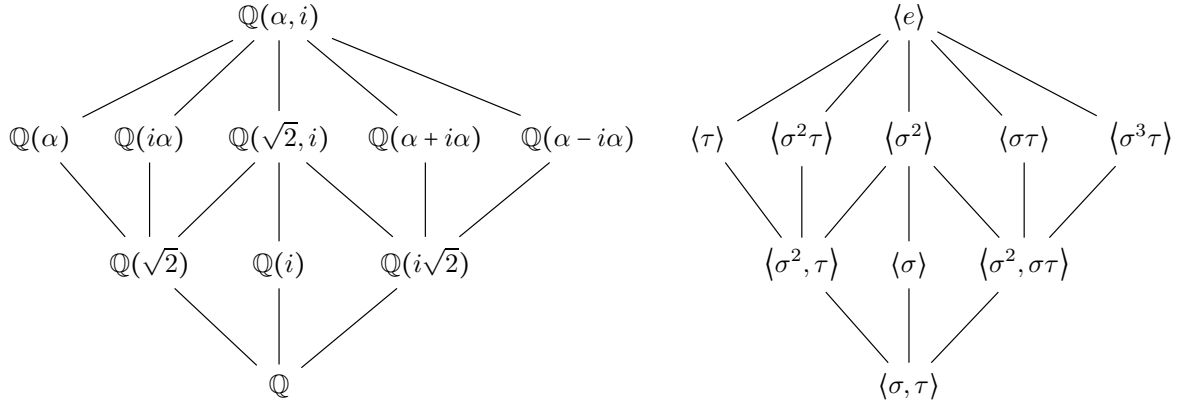 ℚ(α, i) ⟨e⟩
ℚ(α) ℚ(iα) ℚ(√2, i) ℚ(α + iα) ℚ(α − iα) ⟨τ⟩ ⟨σ²τ⟩ ⟨σ²⟩ ⟨στ⟩ ⟨σ³τ⟩
ℚ(√2) ℚ(i) ℚ(i√2) ⟨σ², τ⟩ ⟨σ⟩ ⟨σ², στ⟩
ℚ ⟨σ, τ⟩